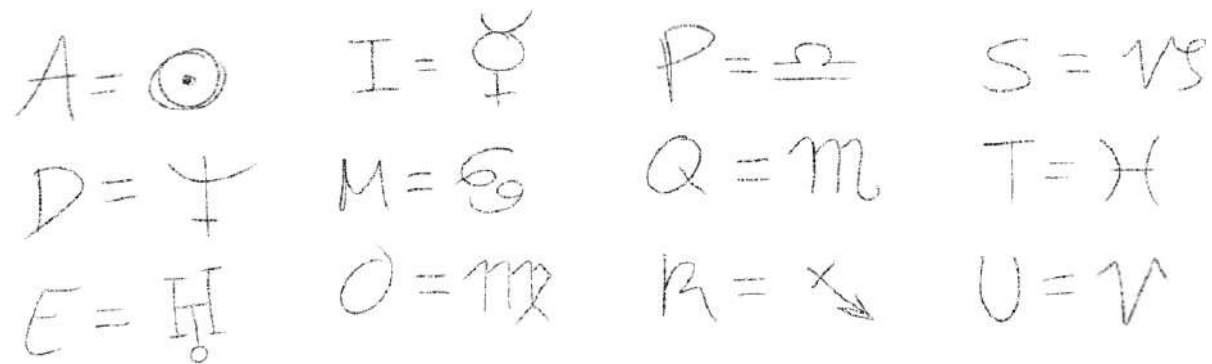 A = ☉ I = ☿ P = ♎ S = ♑
D = ♆ M = ♋ Q = ♏ T = ♓
E = ♅ O = ♍ R = ♐ U = ♈